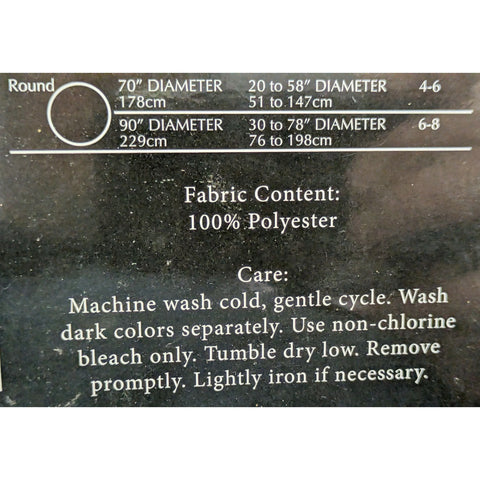 Round 70" DIAMETER 20 to 58" DIAMETER 4-6
178cm 51 to 147cm
90" DIAMETER 30 to 78" DIAMETER 6-8
229cm 76 to 198cm
Fabric Content:
100% Polyester
Care:
Machine wash cold, gentle cycle. Wash
dark colors separately. Use non-chlorine
bleach only. Tumble dry low. Remove
promptly. Lightly iron if necessary.